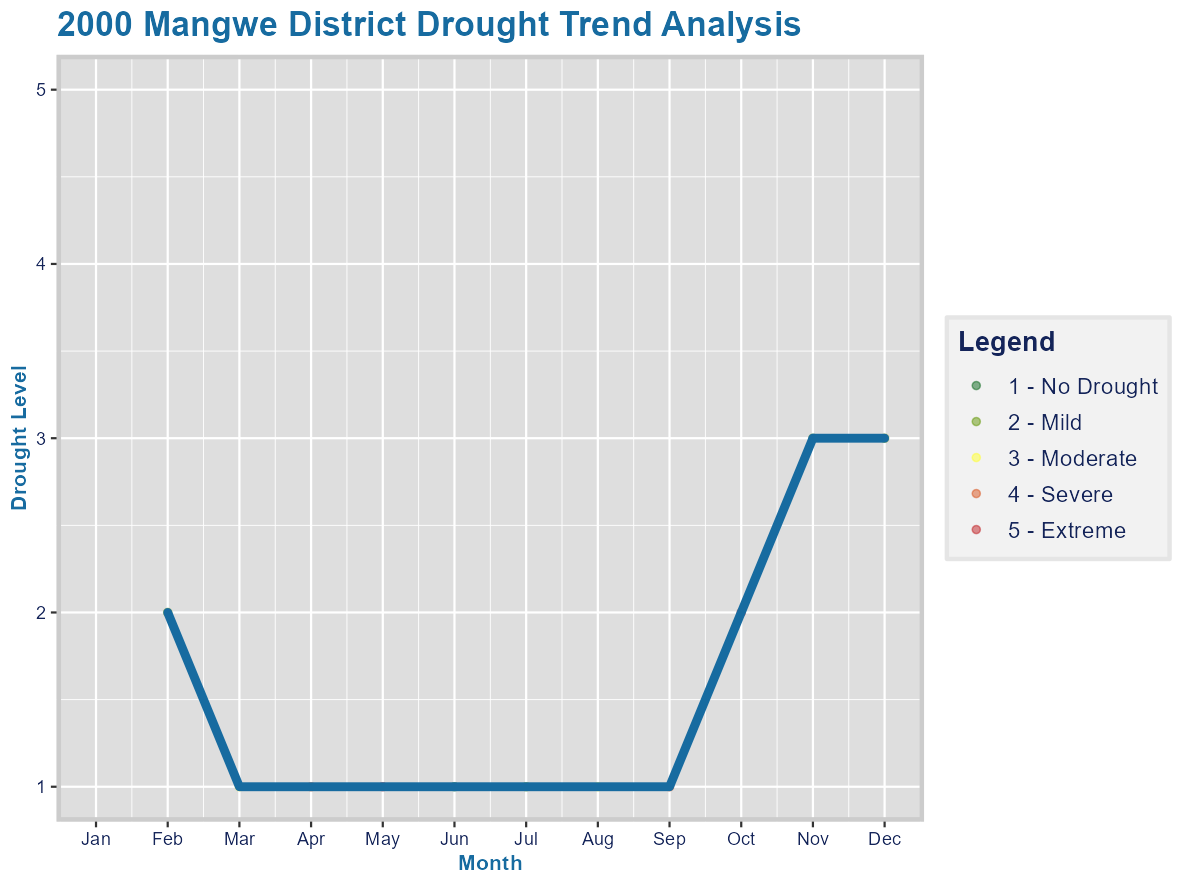 2000 Mangwe District Drought Trend Analysis
Drought Level
5
4
3
2
1
Jan Feb Mar Apr May Jun Jul Aug Sep Oct Nov Dec
Month
Legend
1 - No Drought
2 - Mild
3 - Moderate
4 - Severe
5 - Extreme